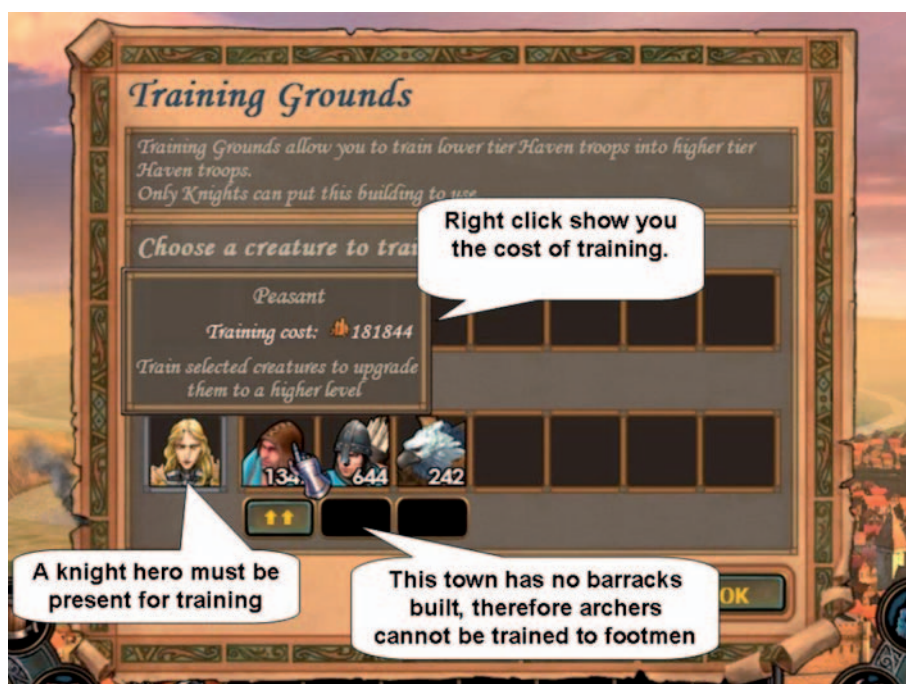 Training Grounds
Training Grounds allow you to train lower tier Haven troops into higher tier
Haven troops.
Only Knights can put this building to use
Right click show you
the cost of training.
Choose a creature to trai
Peasant
Training cost: 181844
Train selected creatures to upgrade
them to a higher level
134
644
242
A knight hero must be
present for training
This town has no barracks
built, therefore archers
cannot be trained to footmen
OK